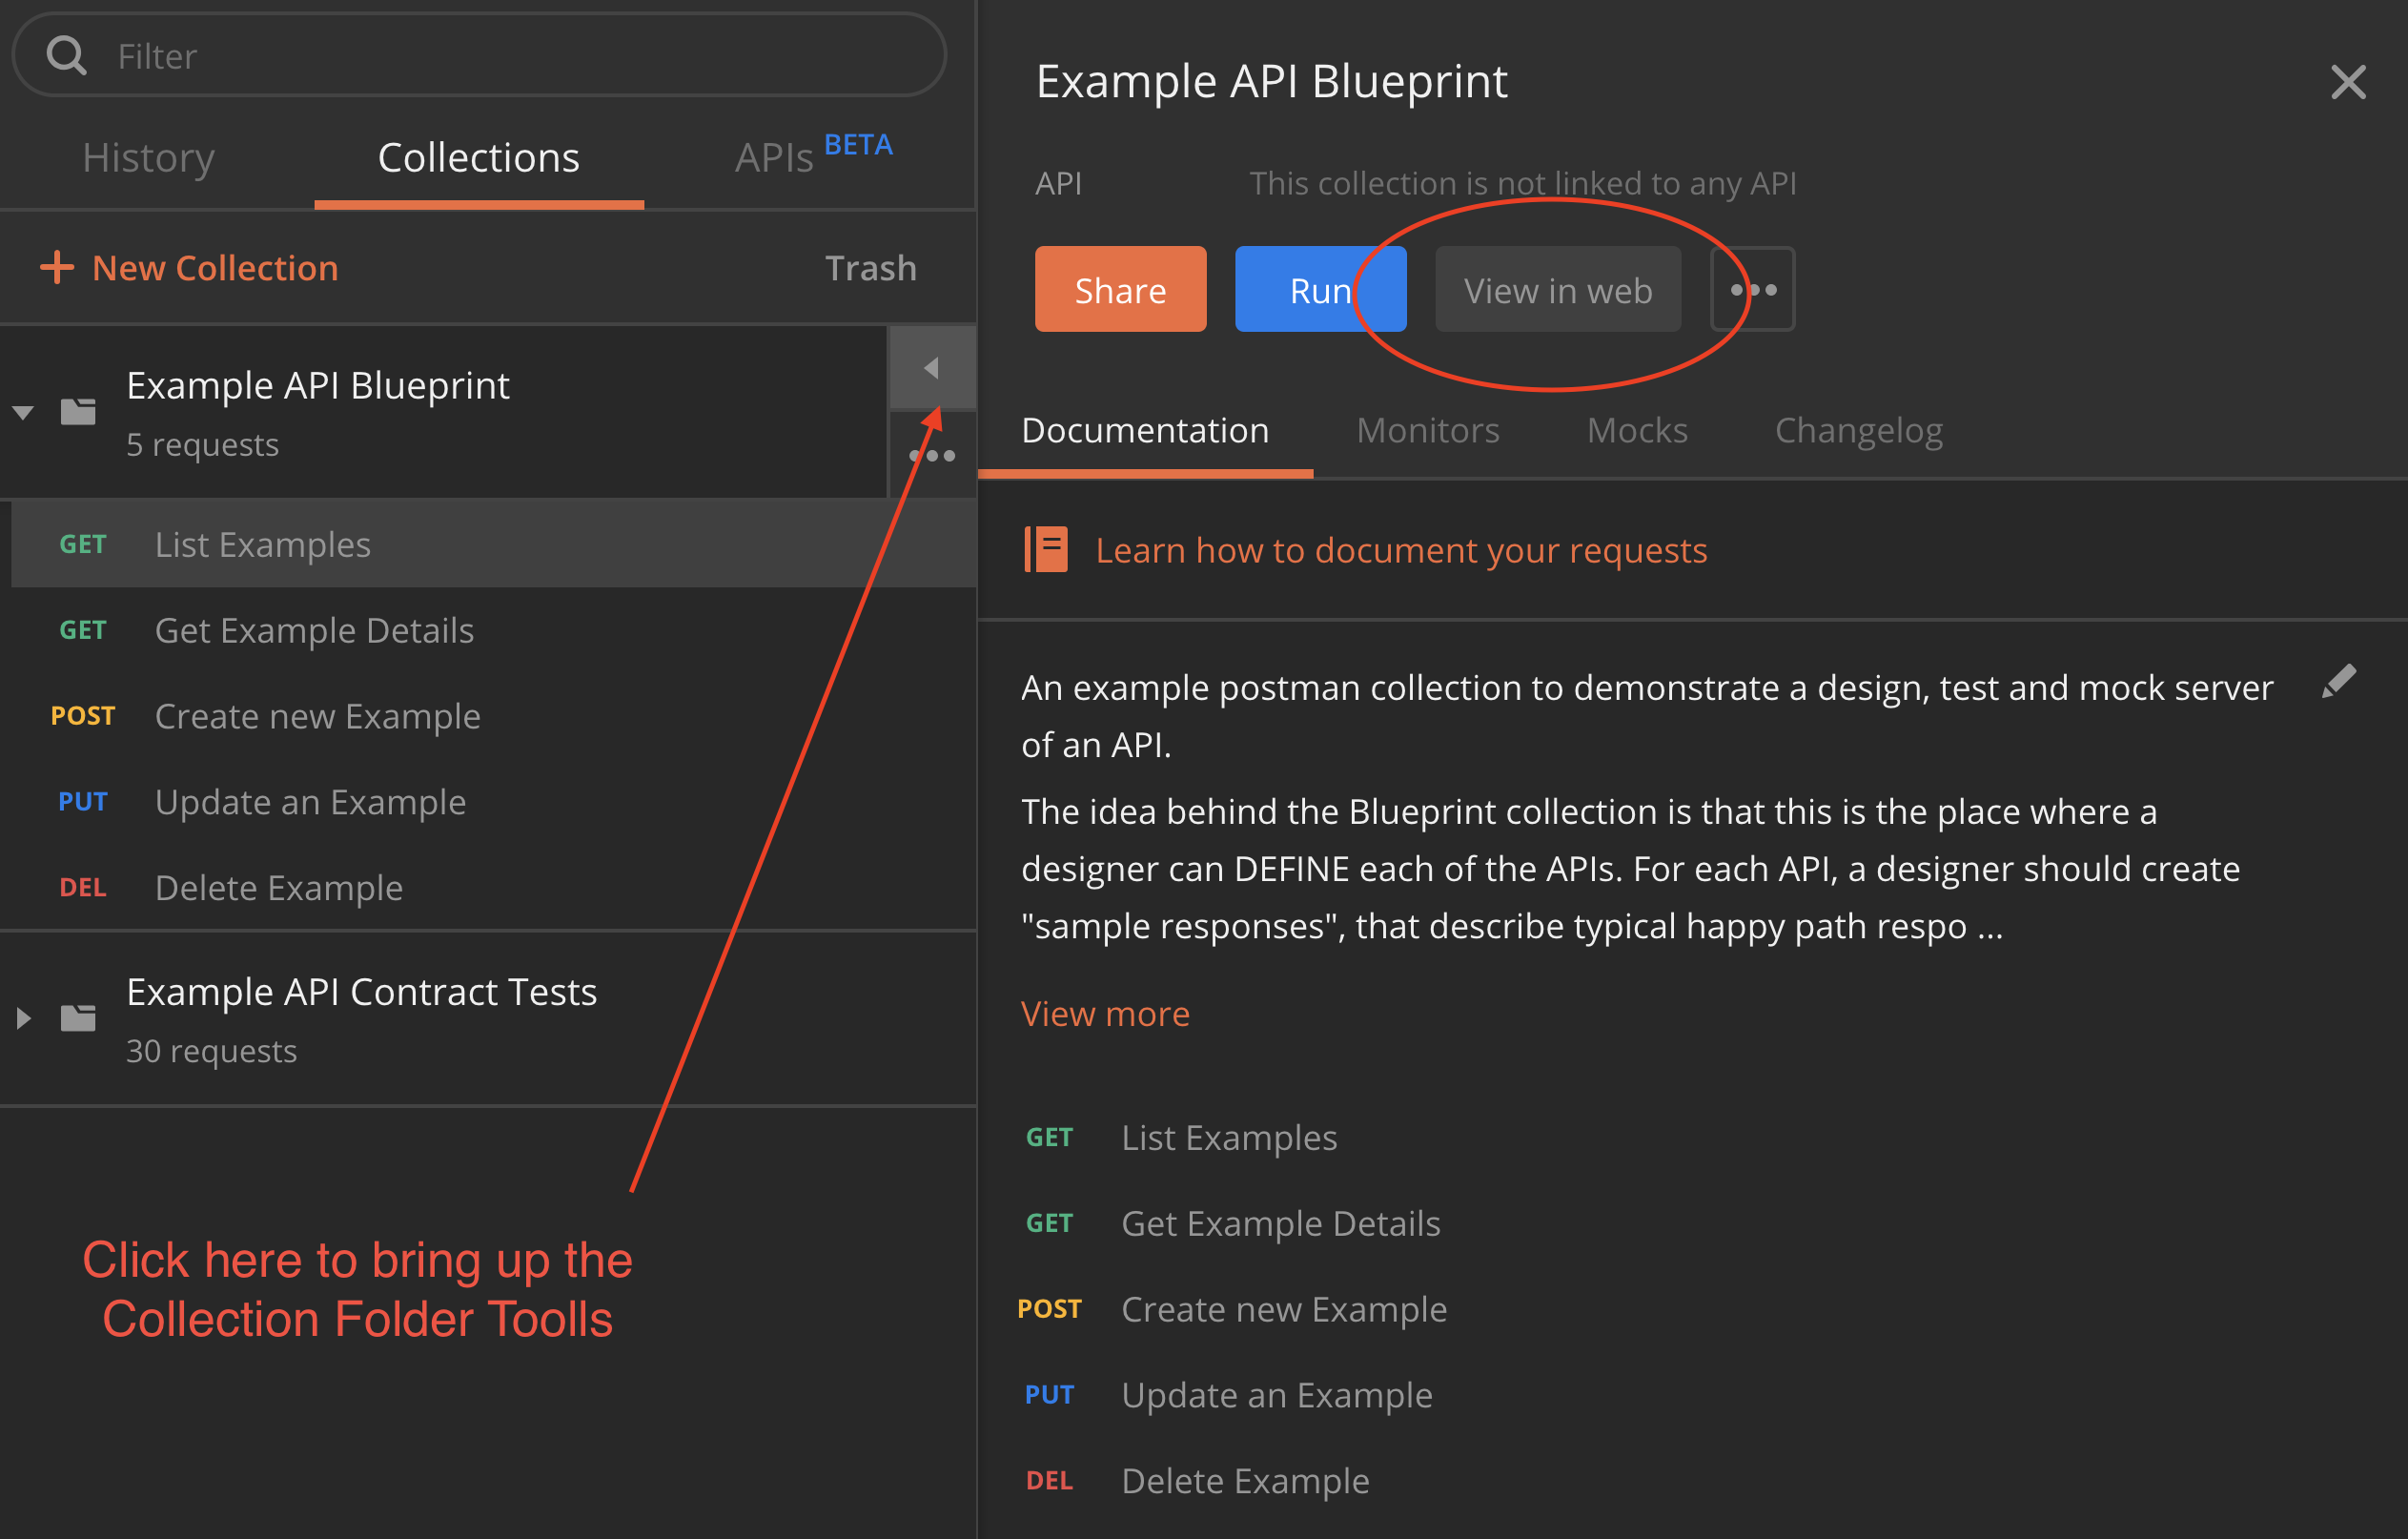 Filter
History Collections APIs BETA
New Collection Trash
Example API Blueprint
5 requests
GET List Examples
GET Get Example Details
POST Create new Example
PUT Update an Example
DEL Delete Example
Example API Contract Tests
30 requests
Click here to bring up the
Collection Folder Toolls
Example API Blueprint
API This collection is not linked to any API
Share Run View in web
Documentation Monitors Mocks Changelog
Learn how to document your requests
An example postman collection to demonstrate a design, test and mock server
of an API.
The idea behind the Blueprint collection is that this is the place where a
designer can DEFINE each of the APIs. For each API, a designer should create
"sample responses", that describe typical happy path respo ...
View more
GET List Examples
GET Get Example Details
POST Create new Example
PUT Update an Example
DEL Delete Example